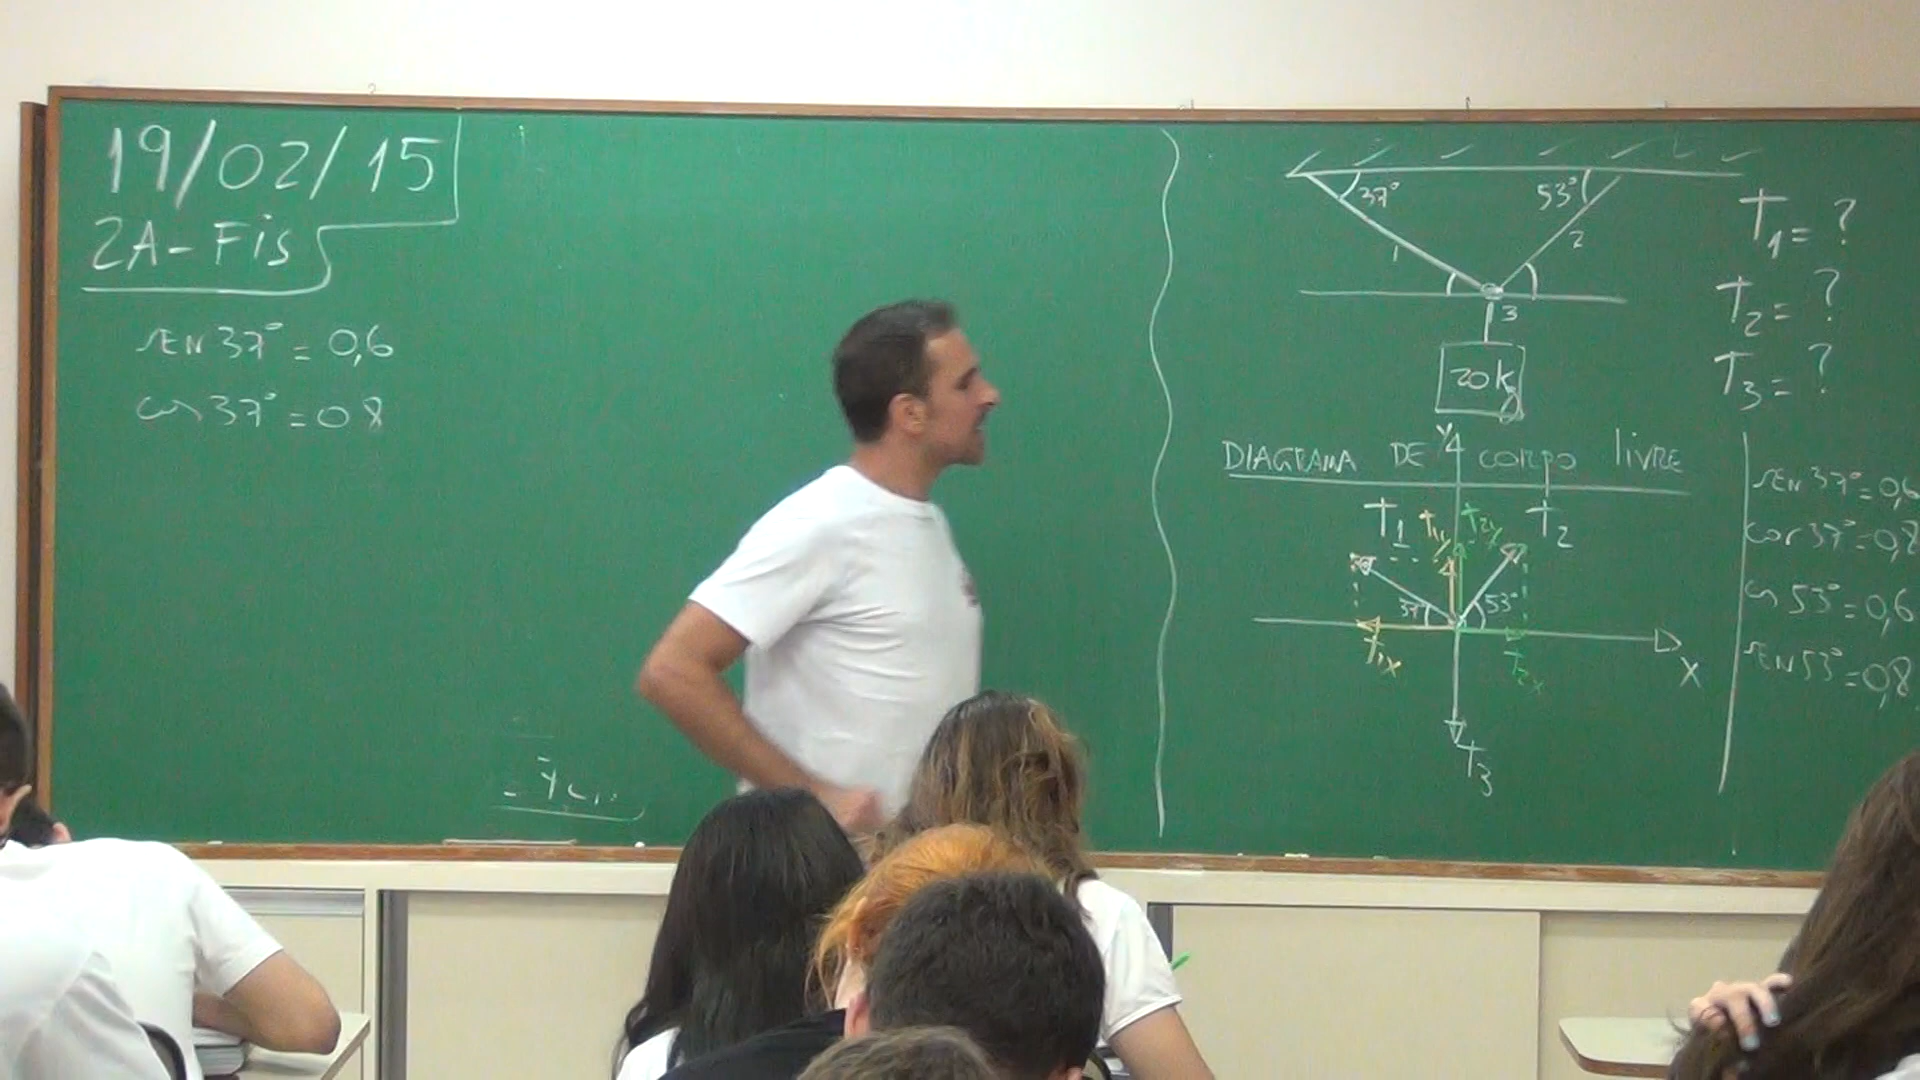 19/02/15
2A-Fis
SEN 37° = 0,6
cos 37° = 0 8
37° 53°
1 2
3
20kg
T1 = ?
T2 = ?
T3 = ?
DIAGRAMA DE CORPO LIVRE
Y
T1 T1y T2y T2
37° 53°
T1x T2x X
T3
SEN 37° = 0,6
cos 37° = 0,8
cos 53° = 0,6
SEN 53° = 0,8